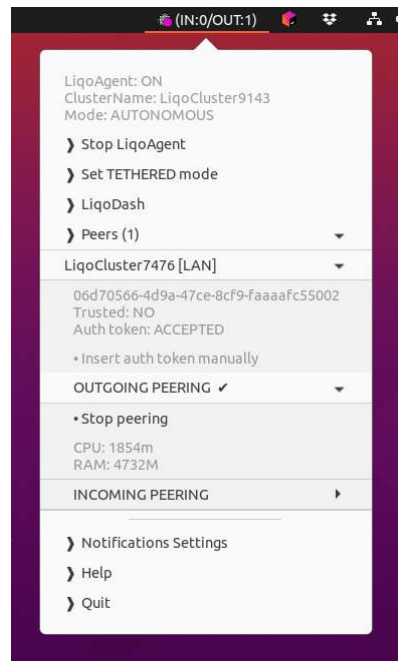 (IN:0/OUT:1)
LiqoAgent: ON
ClusterName: LiqoCluster9143
Mode: AUTONOMOUS
❫ Stop LiqoAgent
❫ Set TETHERED mode
❫ LiqoDash
❫ Peers (1)
LiqoCluster7476 [LAN]
06d70566-4d9a-47ce-8cf9-faaaafc55002
Trusted: NO
Auth token: ACCEPTED
• Insert auth token manually
OUTGOING PEERING ✔
• Stop peering
CPU: 1854m
RAM: 4732M
INCOMING PEERING
❫ Notifications Settings
❫ Help
❫ Quit